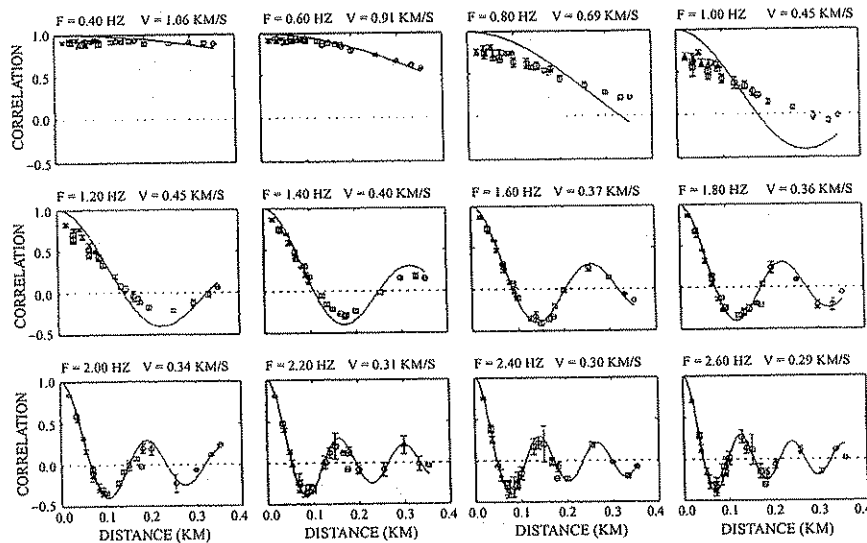 F = 0.40 HZ V = 1.06 KM/S
F = 0.60 HZ V = 0.91 KM/S
F = 0.80 HZ V = 0.69 KM/S
F = 1.00 HZ V = 0.45 KM/S
CORRELATION
1.0
0.5
0.0
-0.5
F = 1.20 HZ V = 0.45 KM/S
F = 1.40 HZ V = 0.40 KM/S
F = 1.60 HZ V = 0.37 KM/S
F = 1.80 HZ V = 0.36 KM/S
CORRELATION
1.0
0.5
0.0
-0.5
F = 2.00 HZ V = 0.34 KM/S
F = 2.20 HZ V = 0.31 KM/S
F = 2.40 HZ V = 0.30 KM/S
F = 2.60 HZ V = 0.29 KM/S
CORRELATION
1.0
0.5
0.0
-0.5
0.0 0.1 0.2 0.3 0.4
0.0 0.1 0.2 0.3 0.4
0.0 0.1 0.2 0.3 0.4
0.0 0.1 0.2 0.3 0.4
DISTANCE (KM)
DISTANCE (KM)
DISTANCE (KM)
DISTANCE (KM)